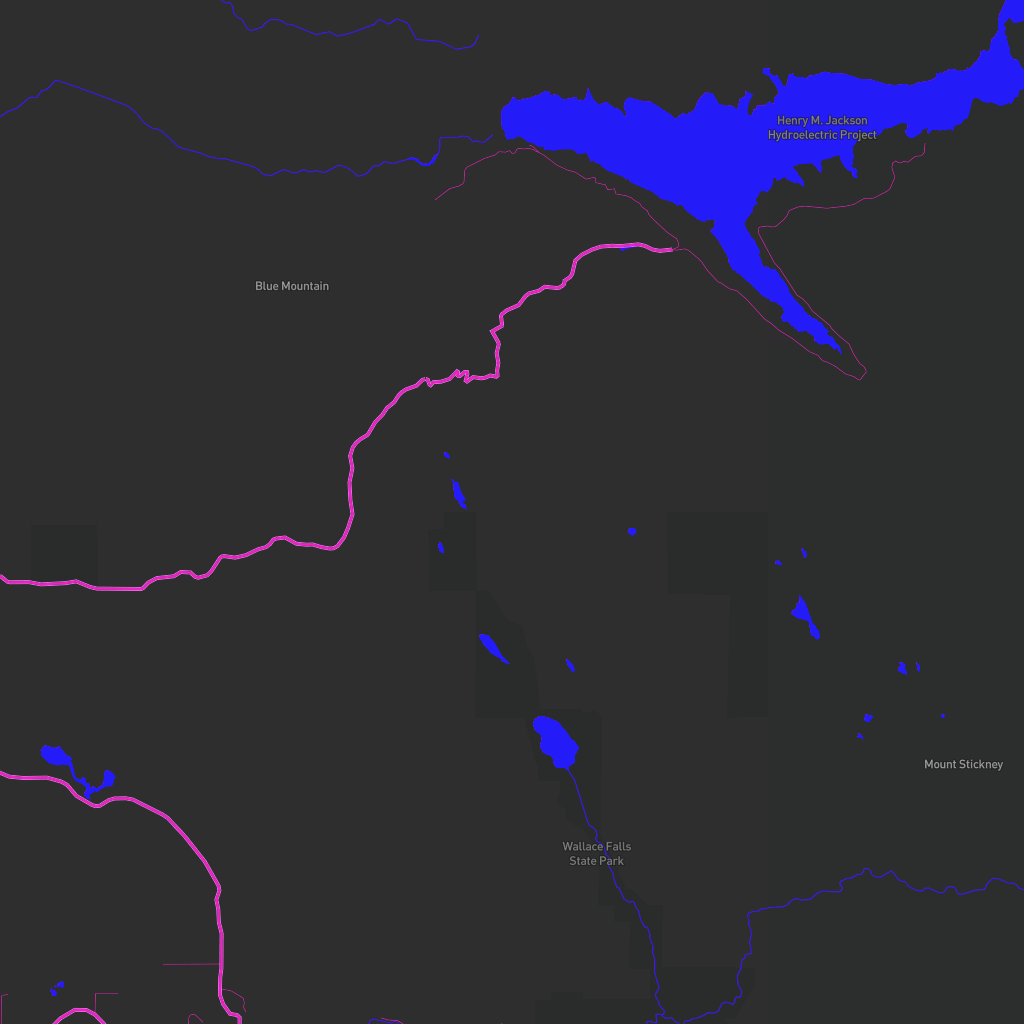 Henry M. Jackson
Hydroelectric Project
Blue Mountain
Mount Stickney
Wallace Falls
State Park